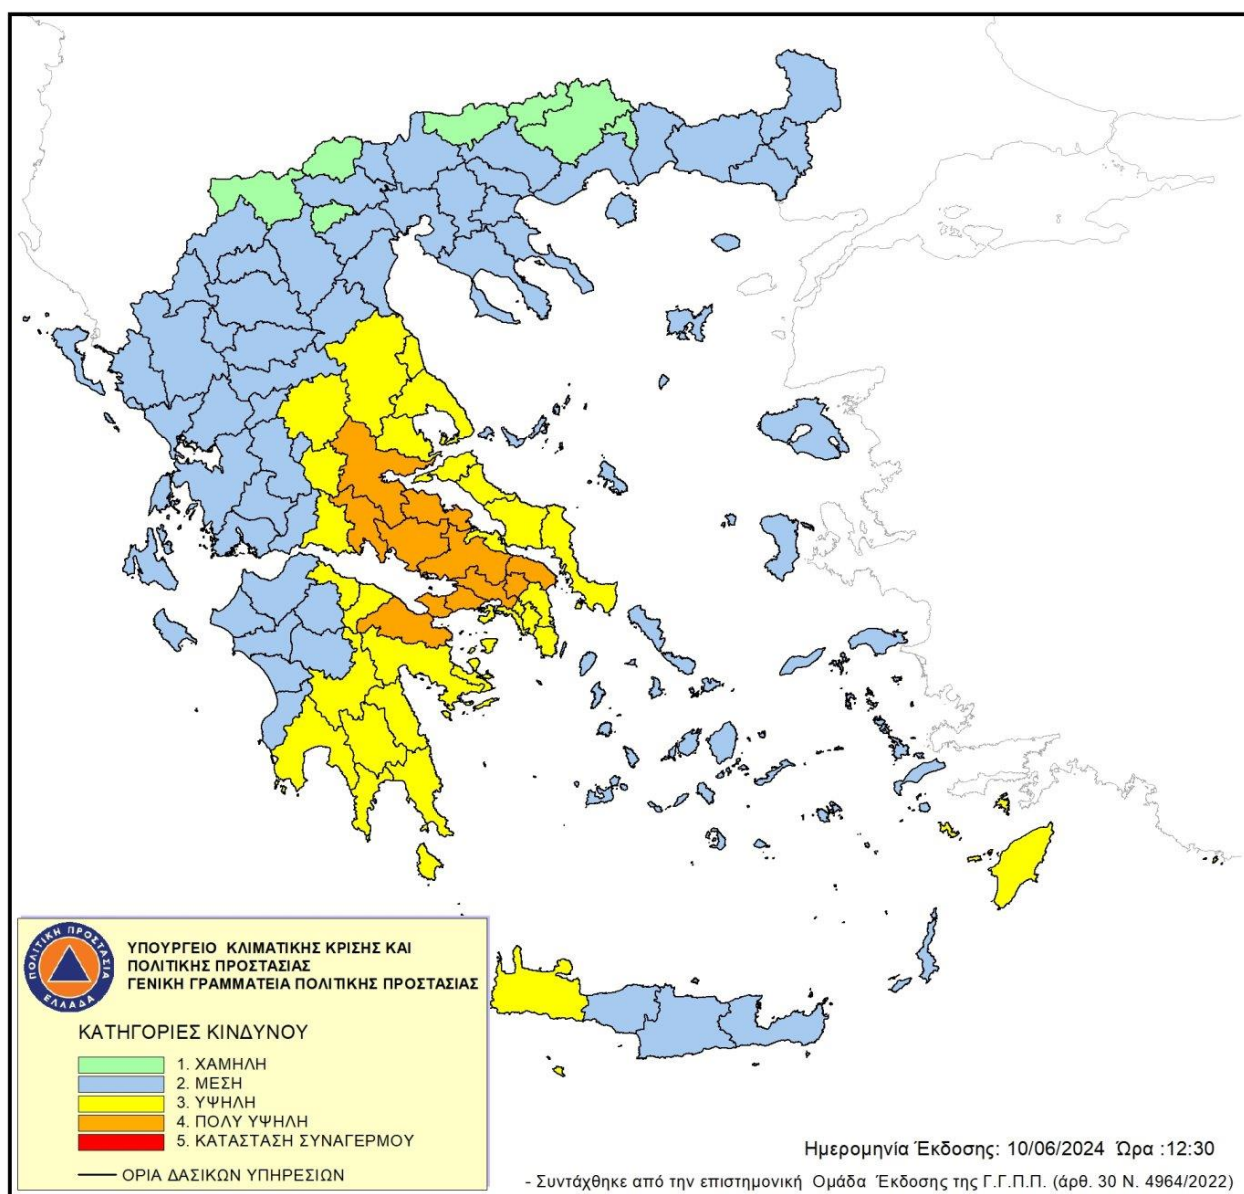 ΠΟΛΙΤΙΚΗ ΠΡΟΣΤΑΣΙΑ
ΕΛΛΑΔΑ
ΥΠΟΥΡΓΕΙΟ ΚΛΙΜΑΤΙΚΗΣ ΚΡΙΣΗΣ ΚΑΙ
ΠΟΛΙΤΙΚΗΣ ΠΡΟΣΤΑΣΙΑΣ
ΓΕΝΙΚΗ ΓΡΑΜΜΑΤΕΙΑ ΠΟΛΙΤΙΚΗΣ ΠΡΟΣΤΑΣΙΑΣ
ΚΑΤΗΓΟΡΙΕΣ ΚΙΝΔΥΝΟΥ
1. ΧΑΜΗΛΗ
2. ΜΕΣΗ
3. ΥΨΗΛΗ
4. ΠΟΛΥ ΥΨΗΛΗ
5. ΚΑΤΑΣΤΑΣΗ ΣΥΝΑΓΕΡΜΟΥ
ΟΡΙΑ ΔΑΣΙΚΩΝ ΥΠΗΡΕΣΙΩΝ
Ημερομηνία Έκδοσης: 10/06/2024 Ώρα :12:30
- Συντάχθηκε από την επιστημονική Ομάδα Έκδοσης της Γ.Γ.Π.Π. (άρθ. 30 Ν. 4964/2022)